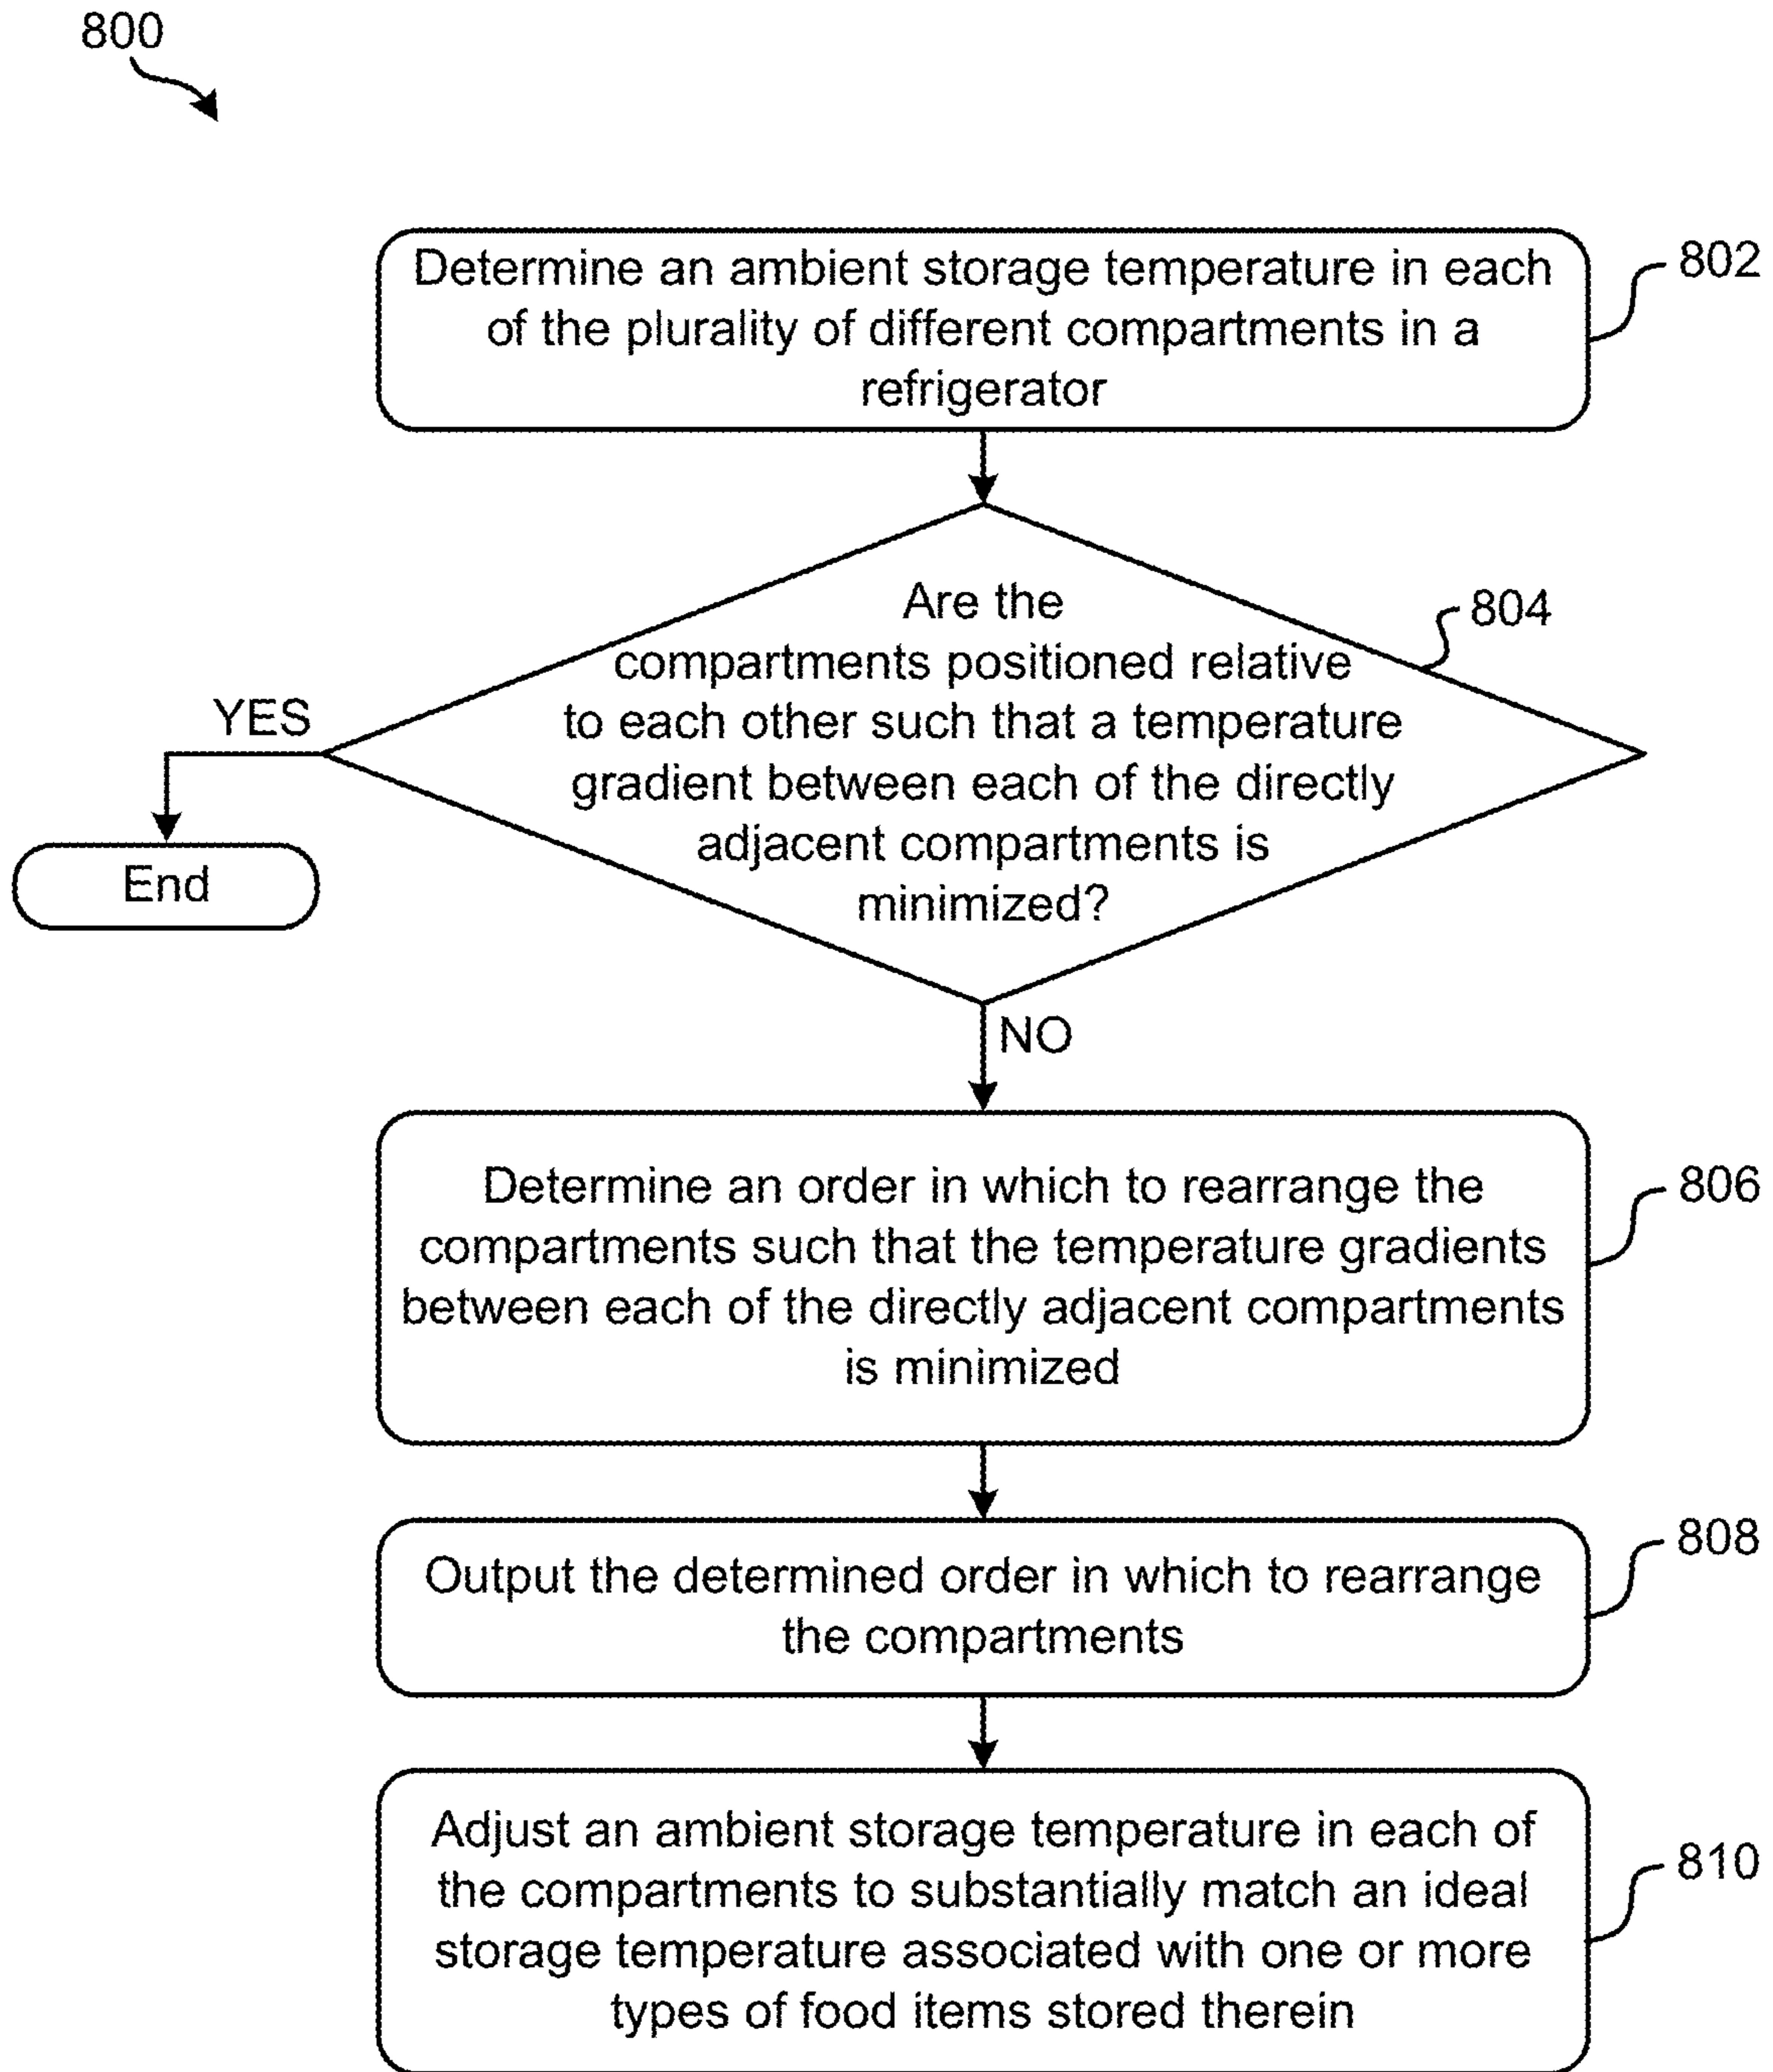 800
Determine an ambient storage temperature in each
of the plurality of different compartments in a
refrigerator
802
Are the
compartments positioned relative
to each other such that a temperature
gradient between each of the directly
adjacent compartments is
minimized?
804
YES
End
NO
Determine an order in which to rearrange the
compartments such that the temperature gradients
between each of the directly adjacent compartments
is minimized
806
Output the determined order in which to rearrange
the compartments
808
Adjust an ambient storage temperature in each of
the compartments to substantially match an ideal
storage temperature associated with one or more
types of food items stored therein
810